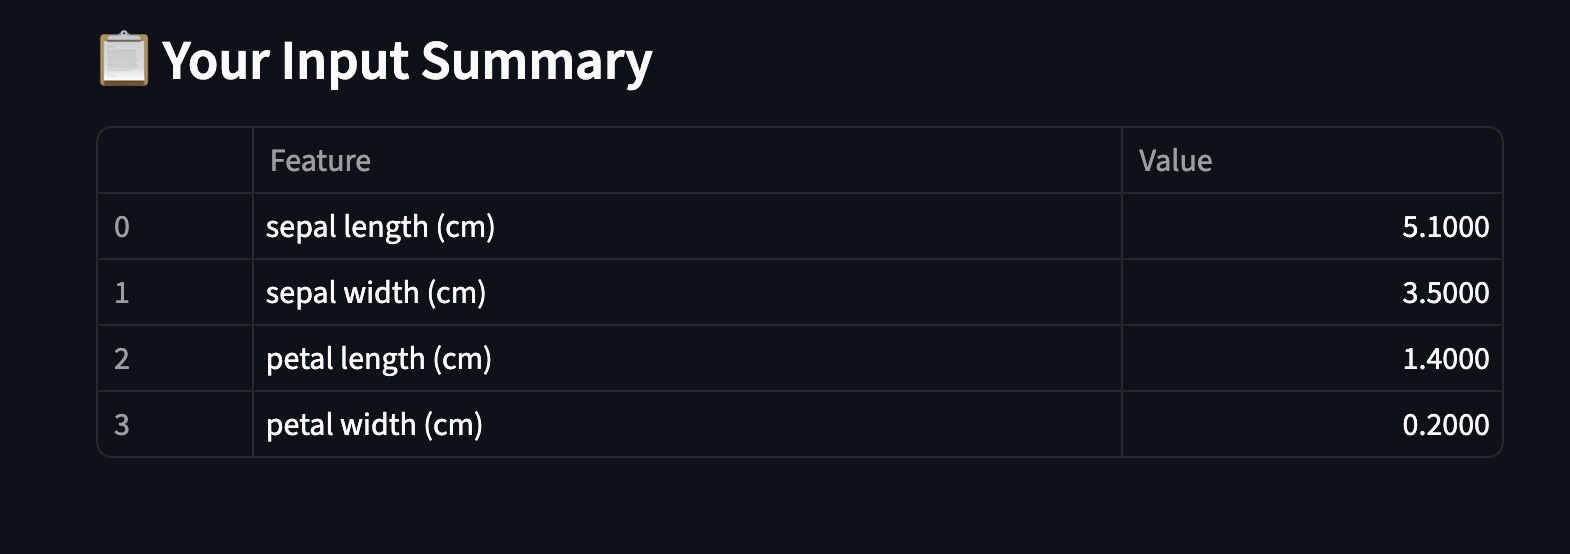 📋 Your Input Summary
Feature Value
0 sepal length (cm) 5.1000
1 sepal width (cm) 3.5000
2 petal length (cm) 1.4000
3 petal width (cm) 0.2000